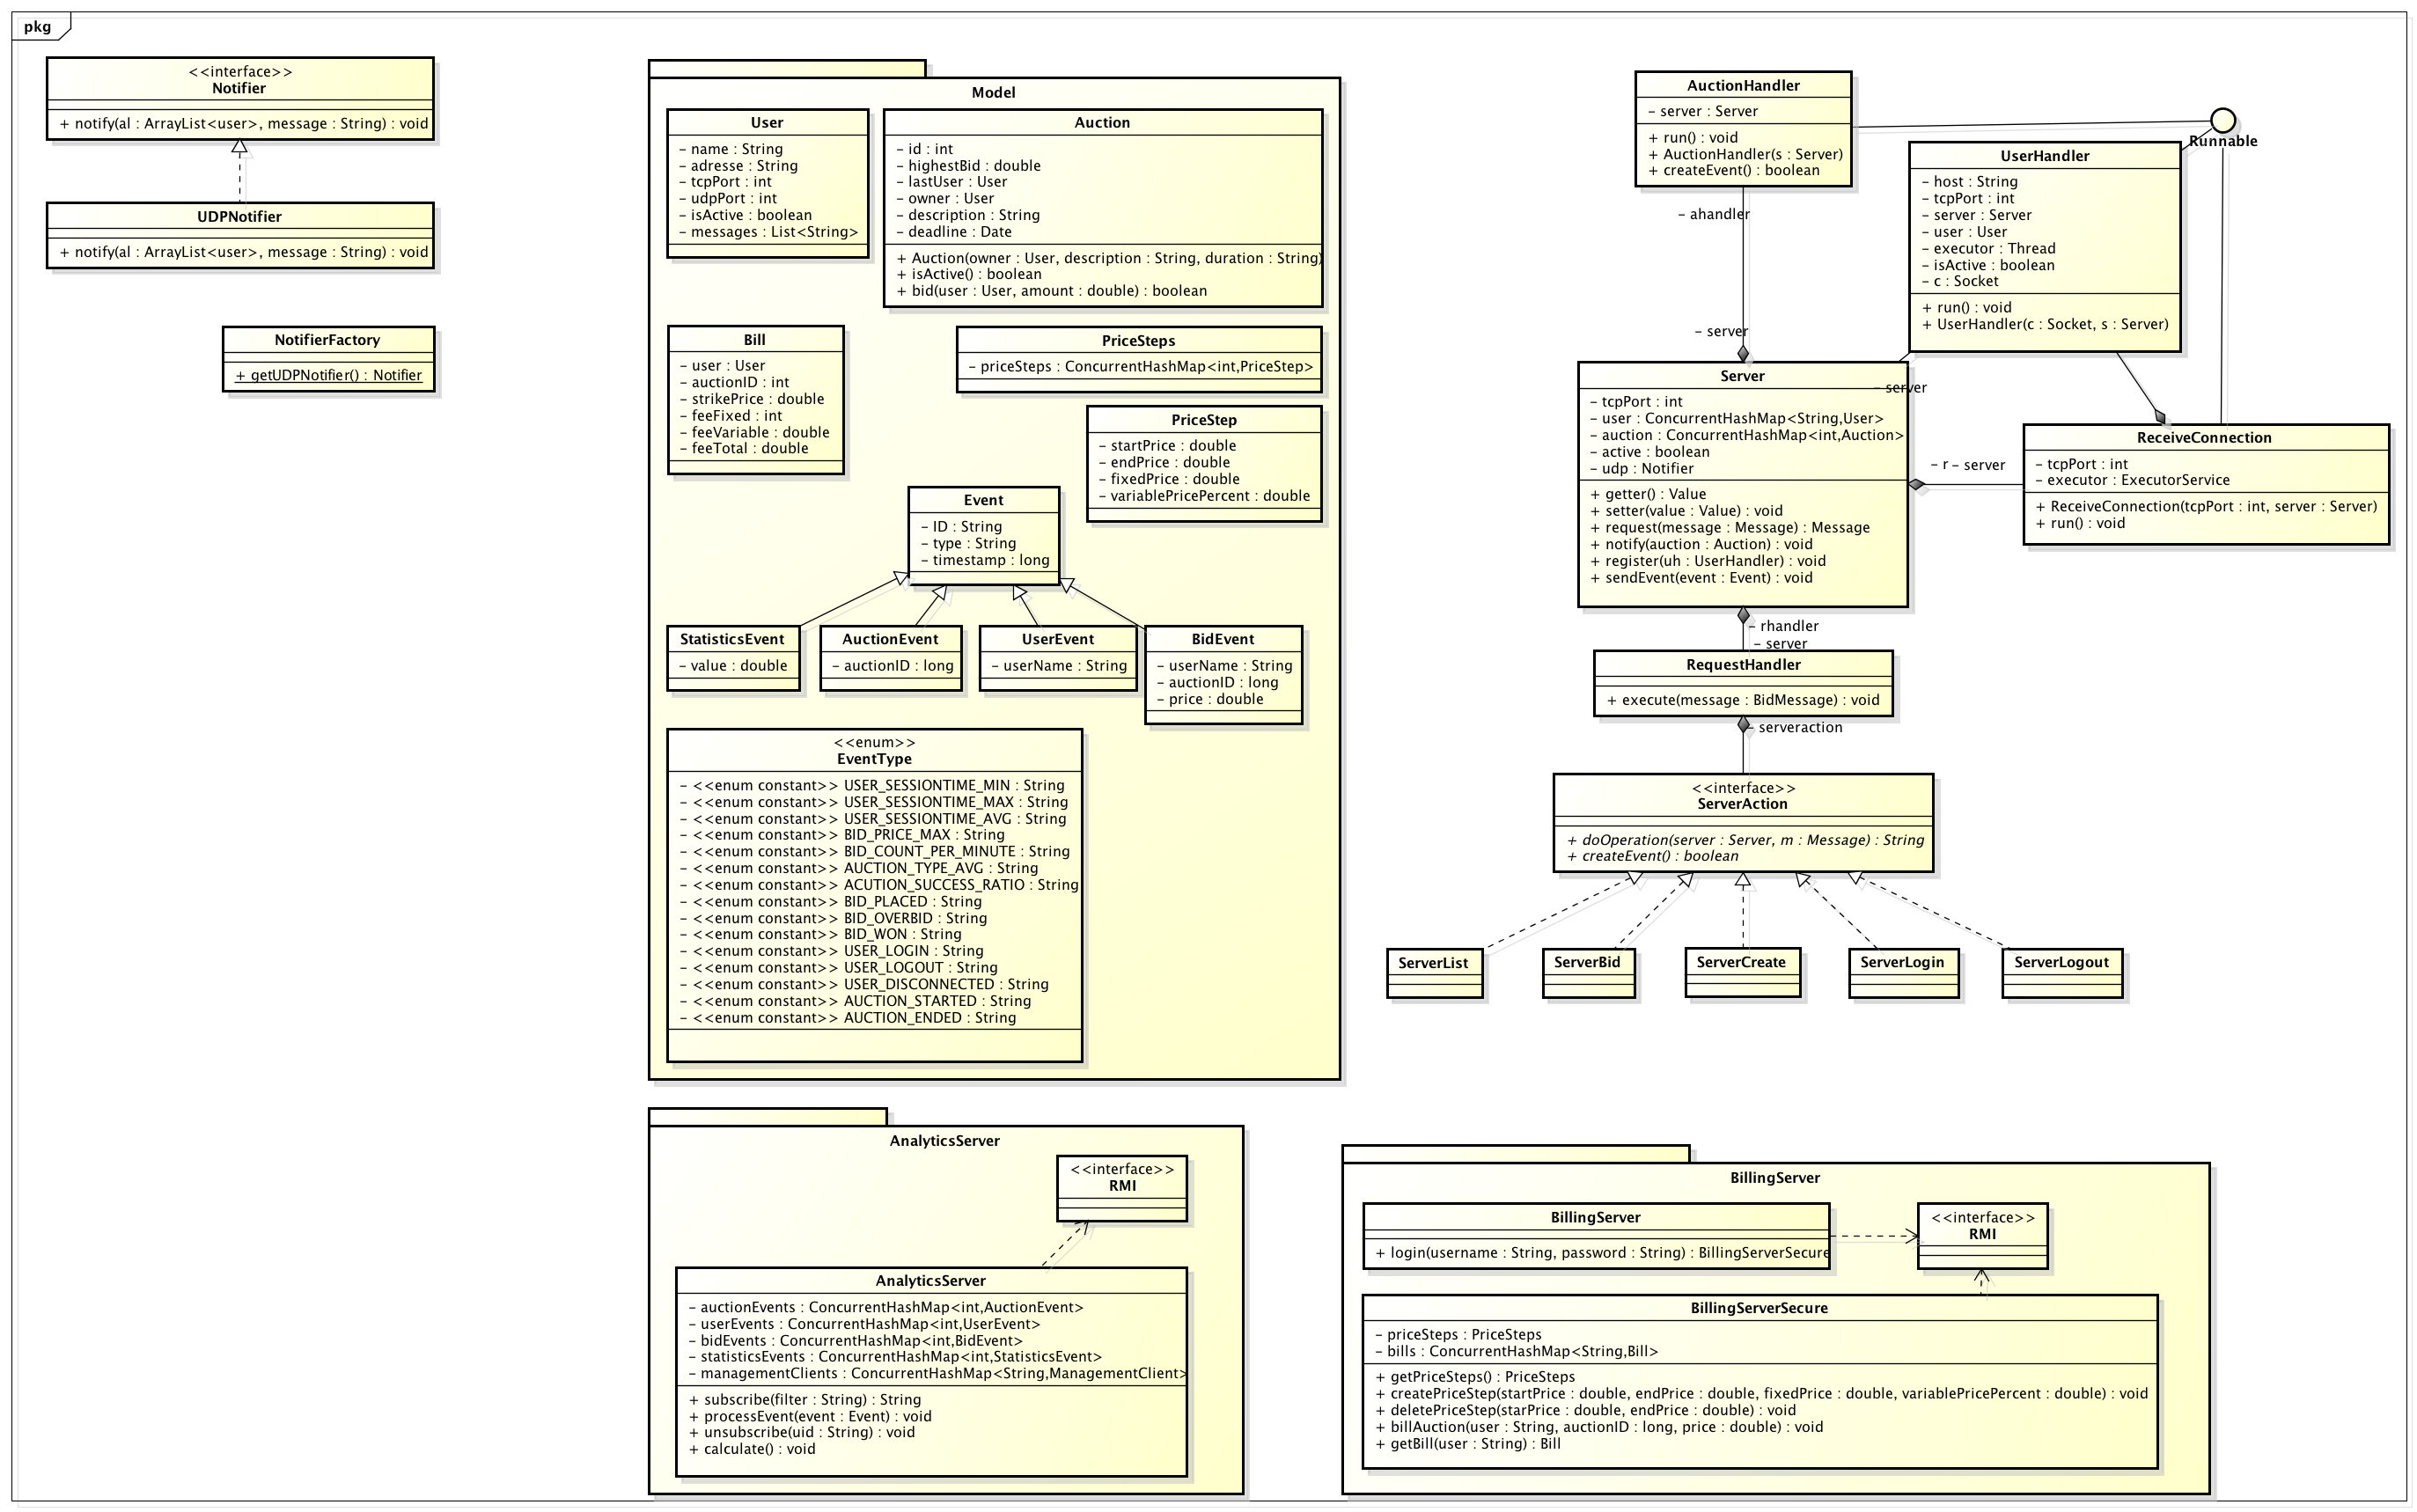 pkg
<<interface>>
Notifier
+ notify(al : ArrayList<user>, message : String) : void
UDPNotifier
+ notify(al : ArrayList<user>, message : String) : void
NotifierFactory
+ getUDPNotifier() : Notifier
Model
User
- name : String
- adresse : String
- tcpPort : int
- udpPort : int
- isActive : boolean
- messages : List<String>
Auction
- id : int
- highestBid : double
- lastUser : User
- owner : User
- description : String
- deadline : Date
+ Auction(owner : User, description : String, duration : String)
+ isActive() : boolean
+ bid(user : User, amount : double) : boolean
Bill
- user : User
- auctionID : int
- strikePrice : double
- feeFixed : int
- feeVariable : double
- feeTotal : double
PriceSteps
- priceSteps : ConcurrentHashMap<int,PriceStep>
PriceStep
- startPrice : double
- endPrice : double
- fixedPrice : double
- variablePricePercent : double
Event
- ID : String
- type : String
- timestamp : long
StatisticsEvent
- value : double
AuctionEvent
- auctionID : long
UserEvent
- userName : String
BidEvent
- userName : String
- auctionID : long
- price : double
<<enum>>
EventType
- <<enum constant>> USER_SESSIONTIME_MIN : String
- <<enum constant>> USER_SESSIONTIME_MAX : String
- <<enum constant>> USER_SESSIONTIME_AVG : String
- <<enum constant>> BID_PRICE_MAX : String
- <<enum constant>> BID_COUNT_PER_MINUTE : String
- <<enum constant>> AUCTION_TYPE_AVG : String
- <<enum constant>> ACUTION_SUCCESS_RATIO : String
- <<enum constant>> BID_PLACED : String
- <<enum constant>> BID_OVERBID : String
- <<enum constant>> BID_WON : String
- <<enum constant>> USER_LOGIN : String
- <<enum constant>> USER_LOGOUT : String
- <<enum constant>> USER_DISCONNECTED : String
- <<enum constant>> AUCTION_STARTED : String
- <<enum constant>> AUCTION_ENDED : String
AuctionHandler
- server : Server
+ run() : void
+ AuctionHandler(s : Server)
+ createEvent() : boolean
Runnable
UserHandler
- host : String
- tcpPort : int
- server : Server
- user : User
- executor : Thread
- isActive : boolean
- c : Socket
+ run() : void
+ UserHandler(c : Socket, s : Server)
- ahandler
- server
Server
- server
- tcpPort : int
- user : ConcurrentHashMap<String,User>
- auction : ConcurrentHashMap<int,Auction>
- active : boolean
- udp : Notifier
+ getter() : Value
+ setter(value : Value) : void
+ request(message : Message) : Message
+ notify(auction : Auction) : void
+ register(uh : UserHandler) : void
+ sendEvent(event : Event) : void
- r - server
ReceiveConnection
- tcpPort : int
- executor : ExecutorService
+ ReceiveConnection(tcpPort : int, server : Server)
+ run() : void
- rhandler
- server
RequestHandler
+ execute(message : BidMessage) : void
- serveraction
<<interface>>
ServerAction
+ doOperation(server : Server, m : Message) : String
+ createEvent() : boolean
ServerList
ServerBid
ServerCreate
ServerLogin
ServerLogout
AnalyticsServer
<<interface>>
RMI
AnalyticsServer
- auctionEvents : ConcurrentHashMap<int,AuctionEvent>
- userEvents : ConcurrentHashMap<int,UserEvent>
- bidEvents : ConcurrentHashMap<int,BidEvent>
- statisticsEvents : ConcurrentHashMap<int,StatisticsEvent>
- managementClients : ConcurrentHashMap<String,ManagementClient>
+ subscribe(filter : String) : String
+ processEvent(event : Event) : void
+ unsubscribe(uid : String) : void
+ calculate() : void
BillingServer
BillingServer
+ login(username : String, password : String) : BillingServerSecure
<<interface>>
RMI
BillingServerSecure
- priceSteps : PriceSteps
- bills : ConcurrentHashMap<String,Bill>
+ getPriceSteps() : PriceSteps
+ createPriceStep(startPrice : double, endPrice : double, fixedPrice : double, variablePricePercent : double) : void
+ deletePriceStep(starPrice : double, endPrice : double) : void
+ billAuction(user : String, auctionID : long, price : double) : void
+ getBill(user : String) : Bill